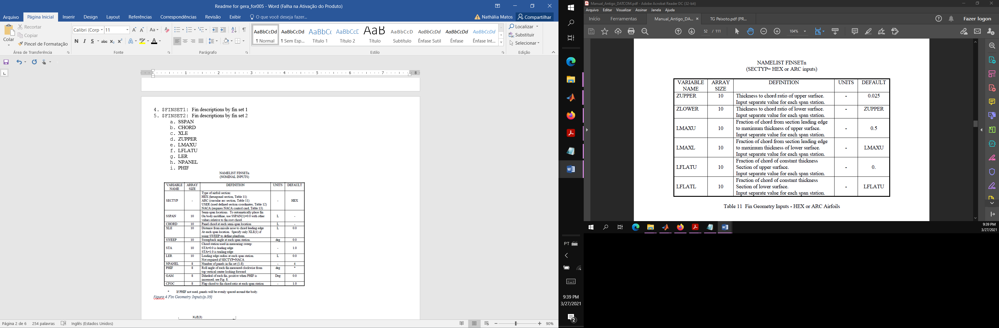 Readme for gera_for005 - Word (Falha na Ativação do Produto)
Arquivo Página Inicial Inserir Design Layout Referências Correspondências Revisão Exibir O que você deseja fazer... Nathália Matos Compartilhar
Colar
Recortar
Copiar
Pincel de Formatação
Área de Transferência
Calibri (Corp 11
N I S abc x₂ x²
Fonte
Parágrafo
AaBbCcDd AaBbCcDd AaBbC( AaBbCcE AaB AaBbCcD AaBbCcDd AaBbCcDd AaBbCcDd
¶ Normal ¶ Sem Esp... Título 1 Título 2 Título Subtítulo Ênfase Sutil Ênfase Ênfase Int...
Estilo
Localizar
Substituir
Selecionar
Edição
1 2 3 4 5 6 7 8
4. $FINSET1: Fin descriptions by fin set 1
5. $FINSET2: Fin descriptions by fin set 2
a. SSPAN
b. CHORD
c. XLE
d. ZUPPER
e. LMAXU
f. LFLATU
g. LER
h. NPANEL
i. PHIF
NAMELIST FINSETn
(NOMINAL INPUTS)
VARIABLE NAME ARRAY SIZE DEFINITION UNITS DEFAULT
Type of airfoil section:
HEX (hexagonal section, Table 11)
SECTYP - ARC (curcular arc section, Table 11) - HEX
USER (used defined section coordinates, Table 12)
NACA (requires NACA control card, Table 13)
Semi-span locations. To automatically place fin
SSPAN 10 On body moldline, use SSPAN(1)=0.0 with other L -
values relative to fin root chord.
CHORD 10 Panel chord at each semi-span location L -
XLE 10 Distance from missile nose to chord leading edge L 0.0
At each span location. Specify only XLE(1) if
using SWEEP to define planform.
SWEEP 10 Sweepback angle at each span station. deg 0.0
Chord station used in measuring sweep:
STA 10 STA=0.0 is leading edge - 1.0
STA=1.0 is trailing edge
LER 10 Leading edge radius at each span station. L 0.0
Not required if SECTYP=NACA
NPANEL 8 Number of panels in fin set (1-8) - 4
PHIF 8 Roll angle of each fin measured clockwise from deg *
top vertical center looking forward
GAM 8 Dihedral of each fin, positive when PHIF is Deg 0.0
increased, see Fig. 8.
CFOC 8 Flap chord to fin chord ratio at each span station - 1.0
* If PHIF not used, panels will be evenly spaced around the body.
Figura 4 Fin Geometry Inputs(p.39)
XLE(3)
Página 2 de 6 254 palavras Inglês (Estados Unidos) 90%
PT
9:39 PM
3/27/2021
2
Manual_Antigo_DATCOM.pdf - Adobe Acrobat Reader DC (32-bit)
Arquivo Editar Visualizar Assinar Janela Ajuda
Início Ferramentas Manual_Antigo_DA... × TG Peixoto.pdf (PR... Fazer logon
52 / 111 104%
NAMELIST FINSETn
(SECTYP= HEX or ARC inputs)
VARIABLE NAME ARRAY SIZE DEFINITION UNITS DEFAULT
ZUPPER 10 Thickness to chord ratio of upper surface. - 0.025
Input separate value for each span station.
ZLOWER 10 Thickness to chord ratio of lower surface. - ZUPPER
Input separate value for each span station.
Fraction of chord from section leading edge
LMAXU 10 to maximum thickness of upper surface. - 0.5
Input separate value for each span station.
Fraction of chord from section leading edge
LMAXL 10 to maximum thickness of lower surface. - LMAXU
Input separate value for each span station.
Fraction of chord of constant thickness
LFLATU 10 Section of upper surface. - 0.
Input separate value for each span station.
Fraction of chord of constant thickness
LFLATL 10 Section of lower surface. - LFLATU
Input separate value for each span station.
Table 11 Fin Geometry Inputs - HEX or ARC Airfoils
9:39 PM
3/27/2021